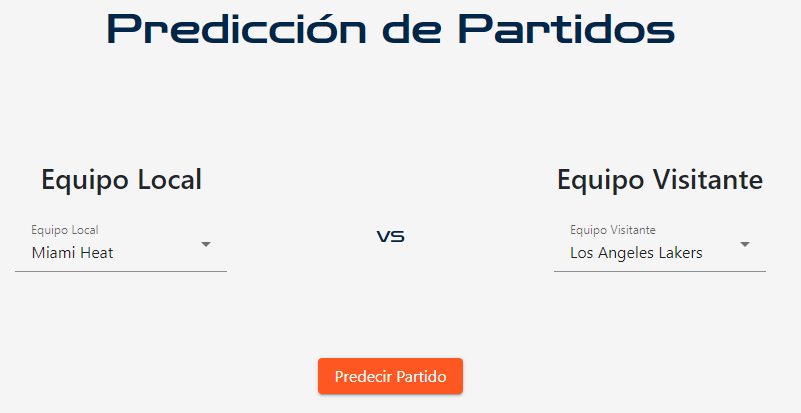 Predicción de Partidos
Equipo Local
Equipo Visitante
Equipo Local
Miami Heat
vs
Equipo Visitante
Los Angeles Lakers
Predecir Partido